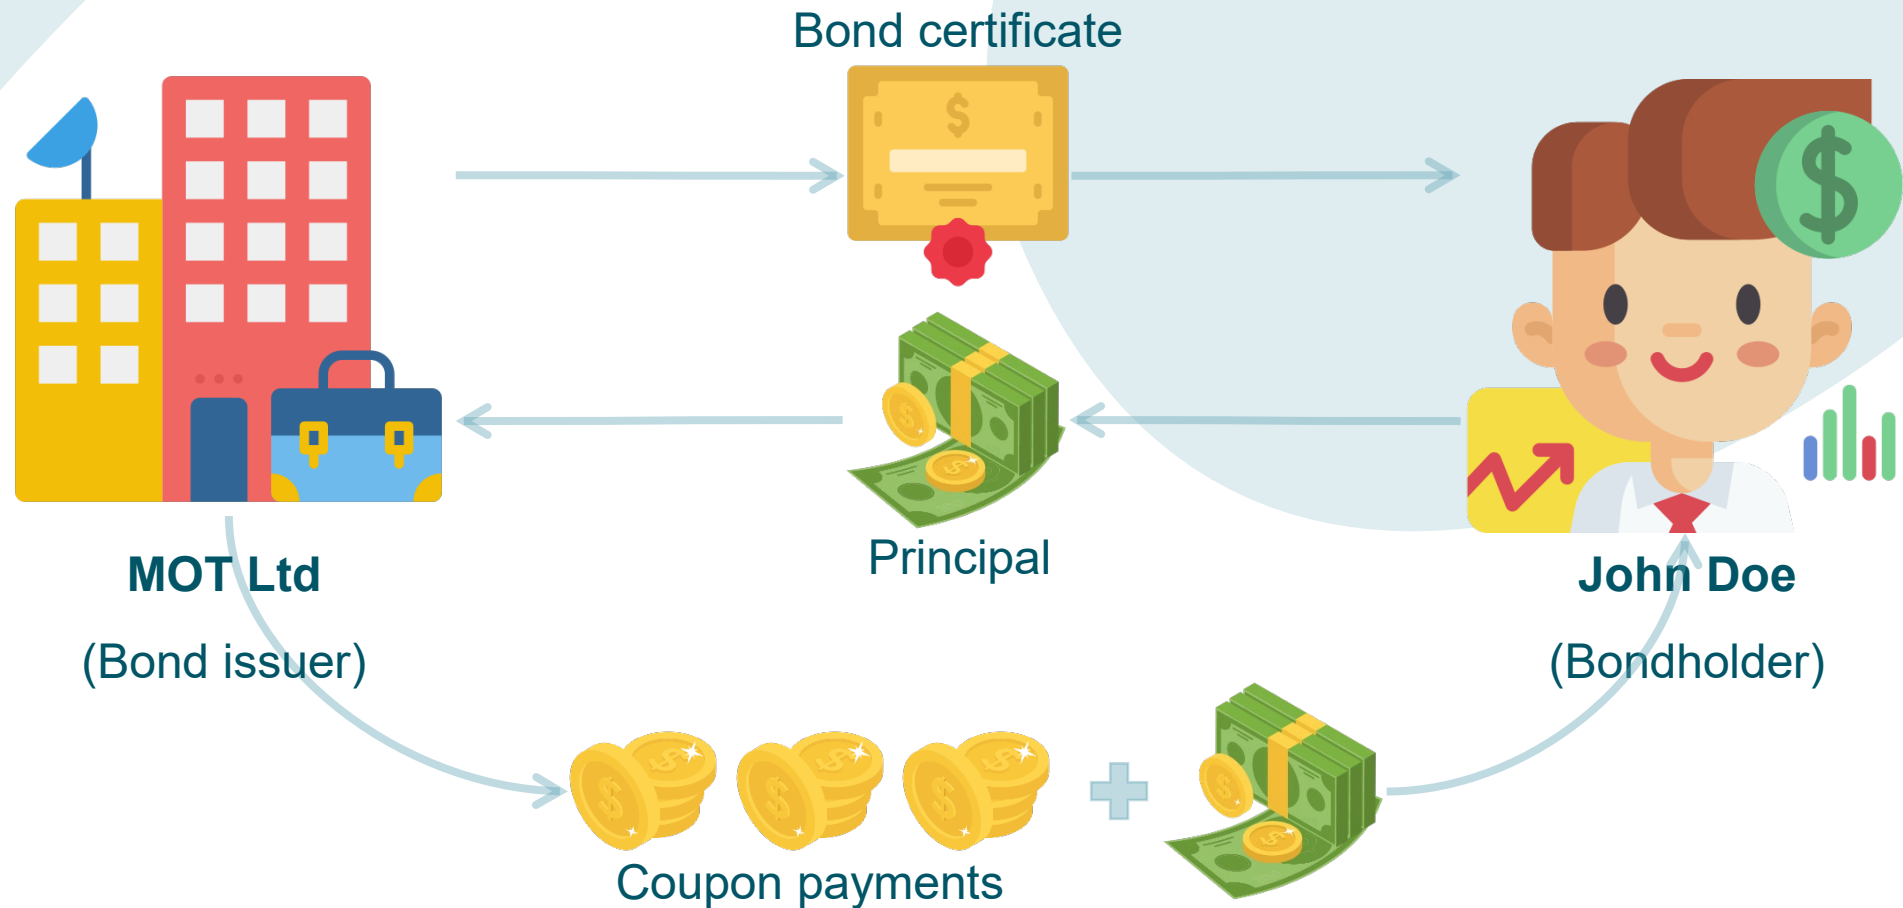 Bond certificate
Principal
MOT Ltd
(Bond issuer)
John Doe
(Bondholder)
Coupon payments